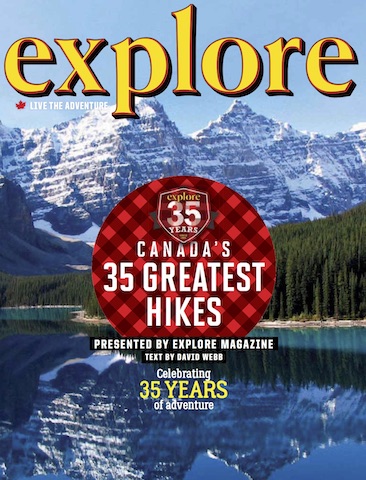 explore
LIVE THE ADVENTURE
explore
35
YEARS
CANADA'S
35 GREATEST
HIKES
PRESENTED BY EXPLORE MAGAZINE
TEXT BY DAVID WEBB
Celebrating
35 YEARS
of adventure